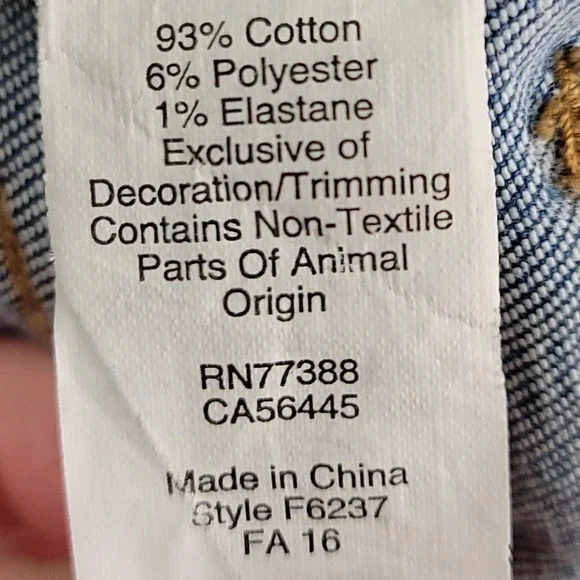 93% Cotton
6% Polyester
1% Elastane
Exclusive of
Decoration/Trimming
Contains Non-Textile
Parts Of Animal
Origin
RN77388
CA56445
Made in China
Style F6237
FA 16